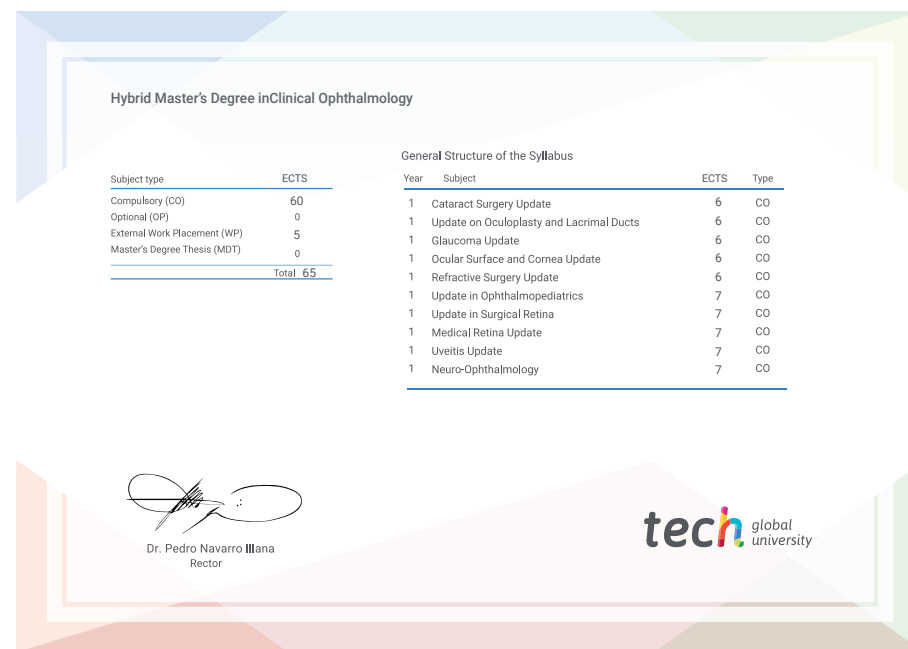 Hybrid Master's Degree inClinical Ophthalmology
Subject type ECTS
Compulsory (CO) 60
Optional (OP) 0
External Work Placement (WP) 5
Master's Degree Thesis (MDT) 0
Total 65
General Structure of the Syllabus
Year Subject ECTS Type
1 Cataract Surgery Update 6 CO
1 Update on Oculoplasty and Lacrimal Ducts 6 CO
1 Glaucoma Update 6 CO
1 Ocular Surface and Cornea Update 6 CO
1 Refractive Surgery Update 6 CO
1 Update in Ophthalmopediatrics 7 CO
1 Update in Surgical Retina 7 CO
1 Medical Retina Update 7 CO
1 Uveitis Update 7 CO
1 Neuro-Ophthalmology 7 CO
Dr. Pedro Navarro Illana
Rector
tech global
university